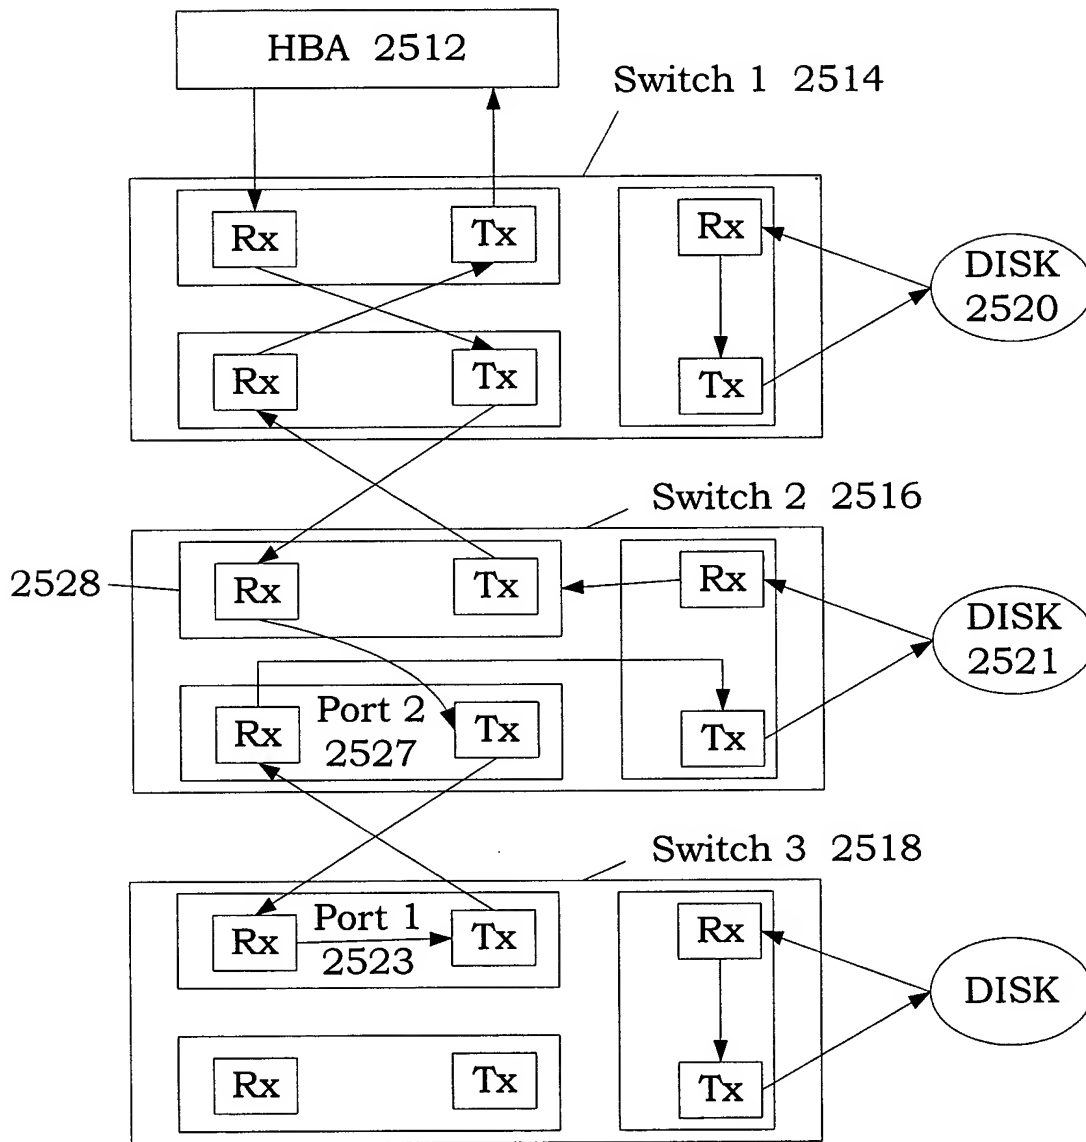 HBA 2512
Switch 1 2514
Rx
Tx
Rx
DISK
2520
Rx
Tx
Tx
Switch 2 2516
2528
Rx
Tx
Rx
DISK
2521
Rx
Port 2
2527
Tx
Tx
Switch 3 2518
Rx
Port 1
2523
Tx
Rx
DISK
Rx
Tx
Tx